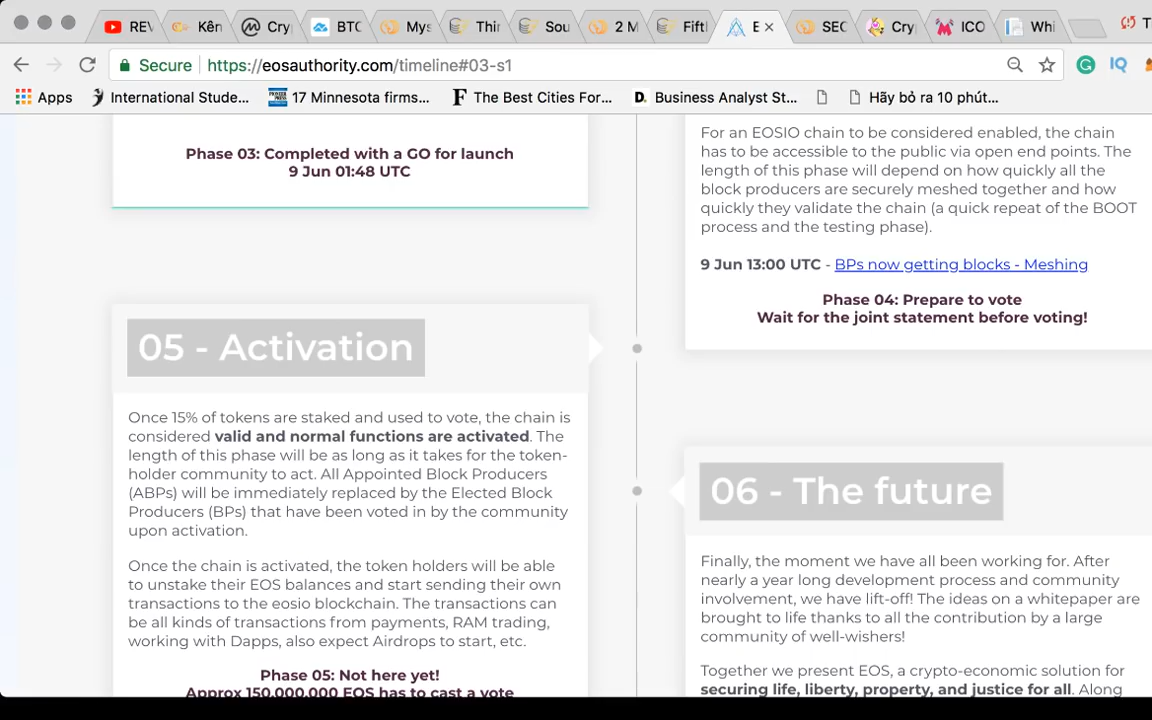 REV
Kên
Cry
BTC
Mys
Thir
Sou
2 M
Fift
E
SEC
Cry
ICO
Whi
T
Secure
https://eosauthority.com/timeline#03-s1
Apps
International Stude...
17 Minnesota firms...
The Best Cities For...
Business Analyst St...
Hãy bỏ ra 10 phút...
Phase 03: Completed with a GO for launch
9 Jun 01:48 UTC
For an EOSIO chain to be considered enabled, the chain
has to be accessible to the public via open end points. The
length of this phase will depend on how quickly all the
block producers are securely meshed together and how
quickly they validate the chain (a quick repeat of the BOOT
process and the testing phase).
9 Jun 13:00 UTC - BPs now getting blocks - Meshing
Phase 04: Prepare to vote
Wait for the joint statement before voting!
05 - Activation
Once 15% of tokens are staked and used to vote, the chain is
considered valid and normal functions are activated. The
length of this phase will be as long as it takes for the token-
holder community to act. All Appointed Block Producers
(ABPs) will be immediately replaced by the Elected Block
Producers (BPs) that have been voted in by the community
upon activation.
Once the chain is activated, the token holders will be able
to unstake their EOS balances and start sending their own
transactions to the eosio blockchain. The transactions can
be all kinds of transactions from payments, RAM trading,
working with Dapps, also expect Airdrops to start, etc.
Phase 05: Not here yet!
Approx 150,000,000 EOS has to cast a vote
06 - The future
Finally, the moment we have all been working for. After
nearly a year long development process and community
involvement, we have lift-off! The ideas on a whitepaper are
brought to life thanks to all the contribution by a large
community of well-wishers!
Together we present EOS, a crypto-economic solution for
securing life, liberty, property, and justice for all. Along